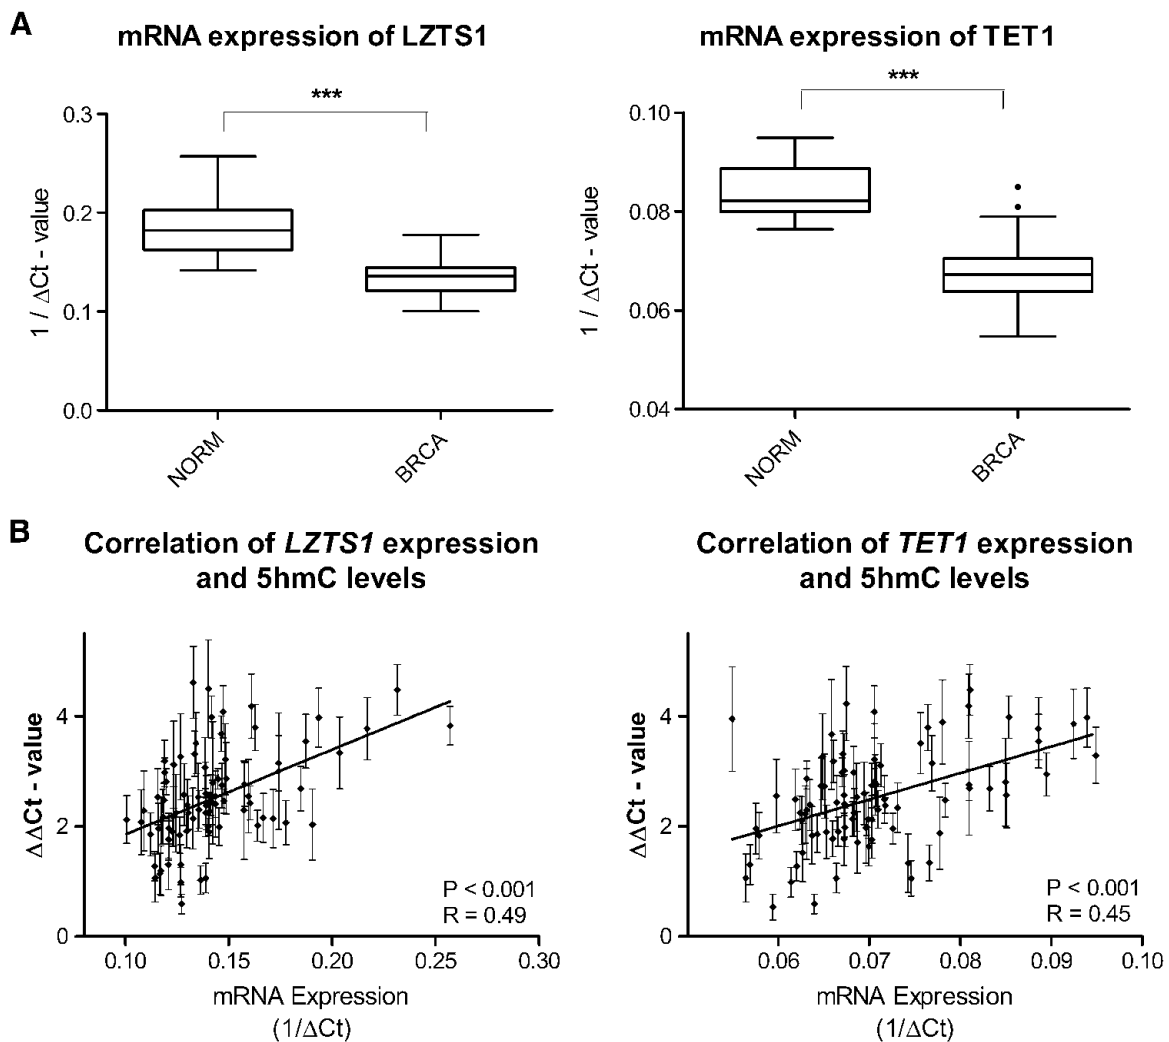 A
mRNA expression of LZTS1
mRNA expression of TET1
***
***
0.3
0.2
0.1
0.0
1 / ΔCt - value
NORM
BRCA
0.10
0.08
0.06
0.04
1 / ΔCt - value
NORM
BRCA
B
Correlation of LZTS1 expression
and 5hmC levels
Correlation of TET1 expression
and 5hmC levels
4
2
0
ΔΔCt - value
P < 0.001
R = 0.49
0.10
0.15
0.20
0.25
0.30
mRNA Expression
(1/ΔCt)
4
2
0
ΔΔCt - value
P < 0.001
R = 0.45
0.06
0.07
0.08
0.09
0.10
mRNA Expression
(1/ΔCt)